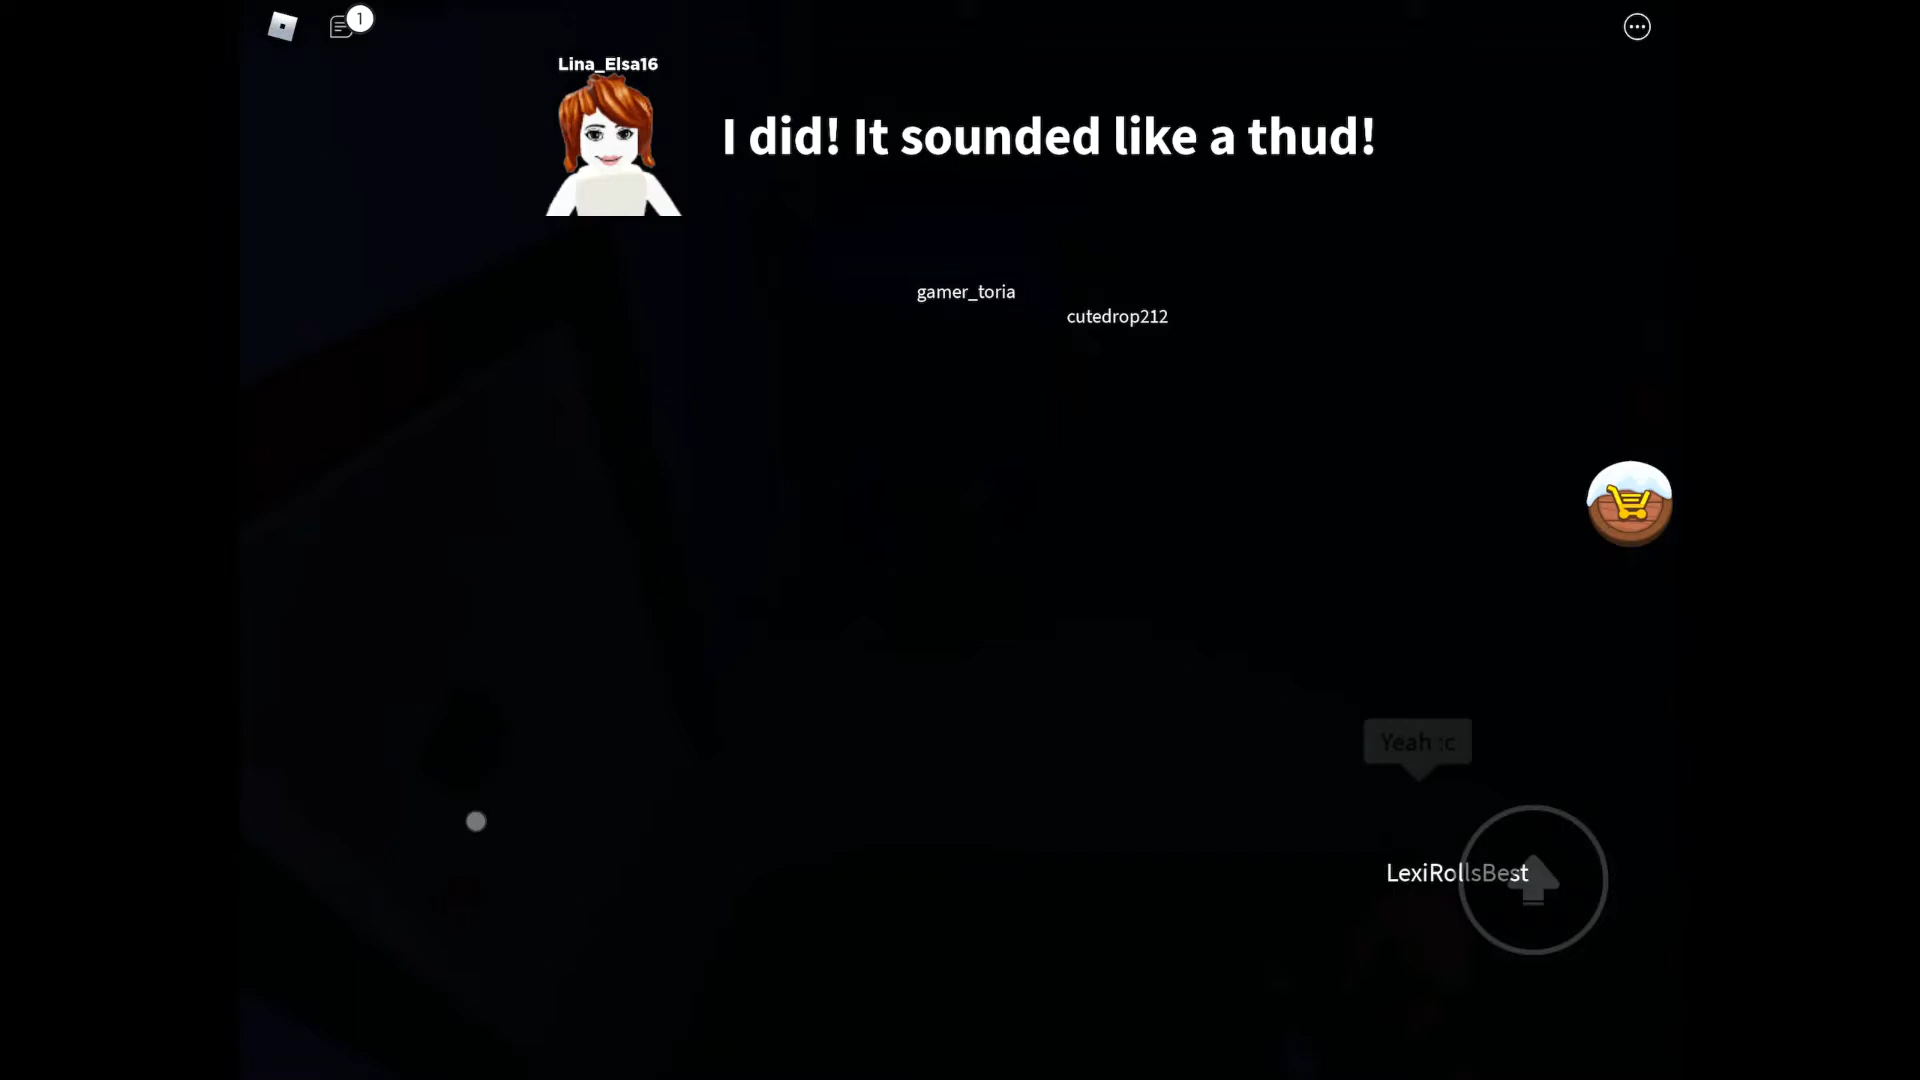 1
Lina_Elsa16
I did! It sounded like a thud!
gamer_toria
cutedrop212
Yeah :c
LexiRollsBest